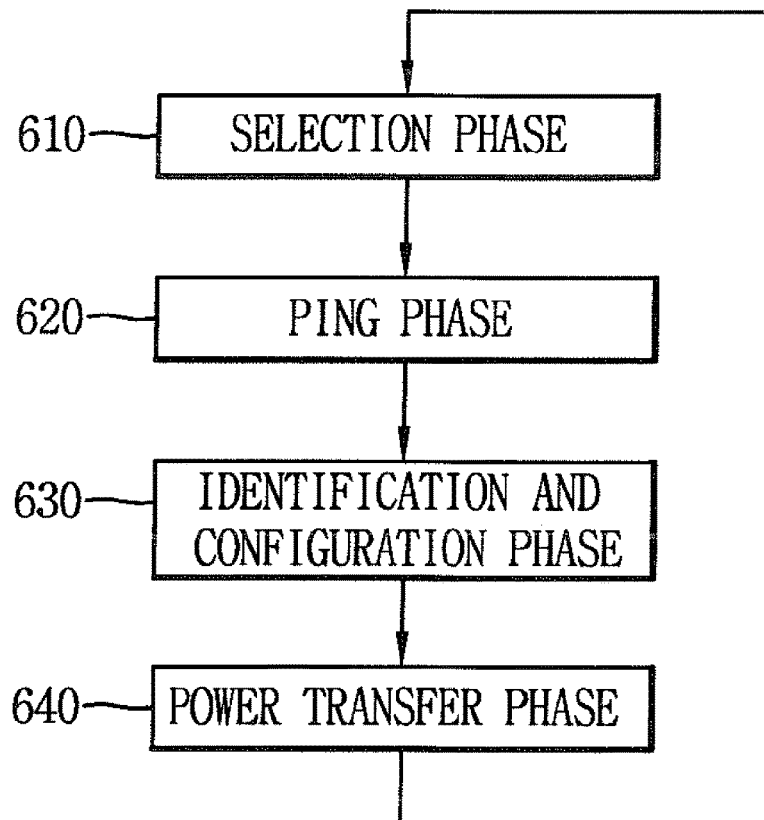 610 SELECTION PHASE
620 PING PHASE
630 IDENTIFICATION AND
CONFIGURATION PHASE
640 POWER TRANSFER PHASE